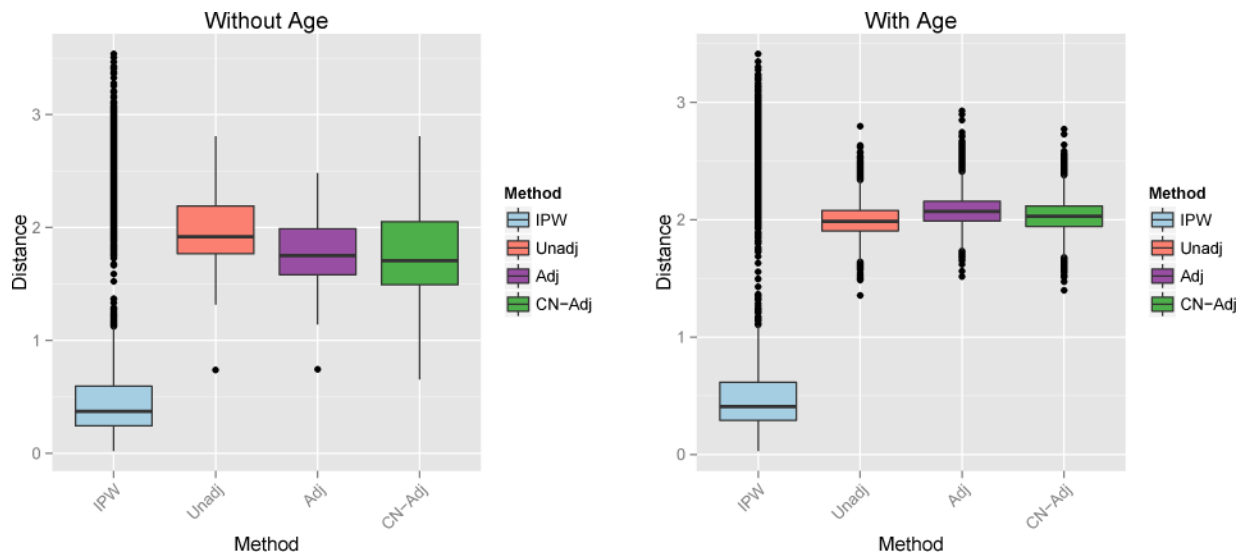 Without Age
3
2
1
0
Distance
IPW
Unadj
Adj
CN-Adj
Method
Method
IPW
Unadj
Adj
CN-Adj
With Age
3
2
1
0
Distance
IPW
Unadj
Adj
CN-Adj
Method
Method
IPW
Unadj
Adj
CN-Adj